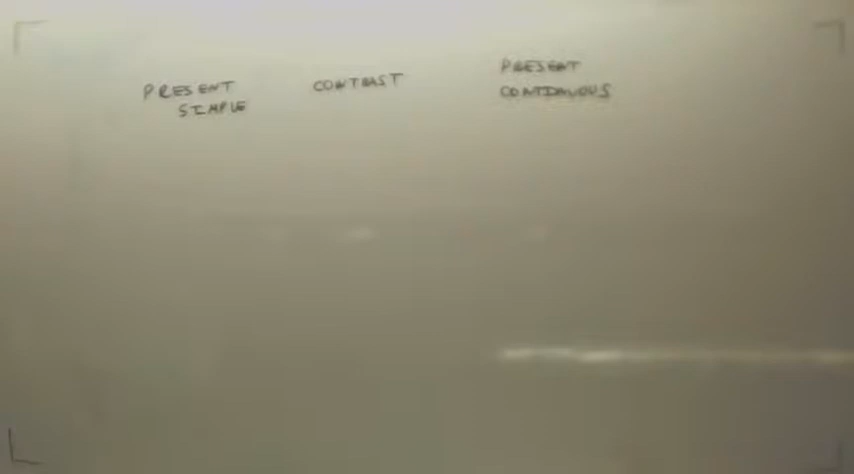 PRESENT
SIMPLE
CONTRAST
PRESENT
CONTINUOUS